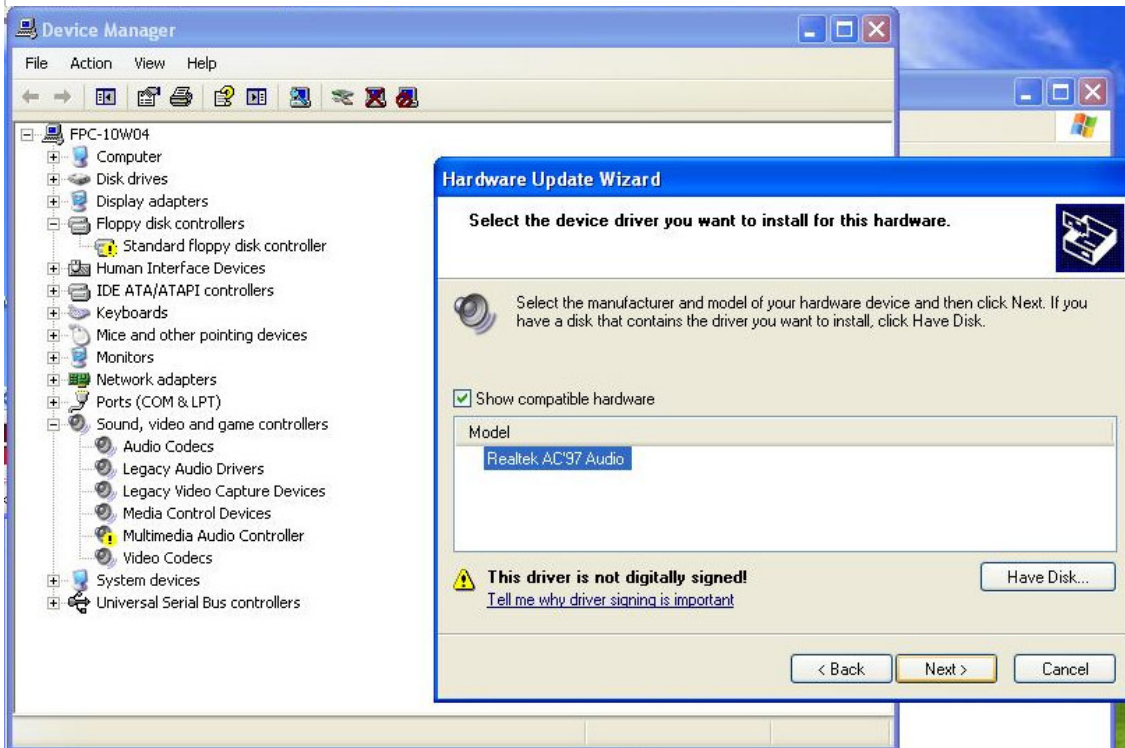 Device Manager
File Action View Help
FPC-10W04
Computer
Disk drives
Display adapters
Floppy disk controllers
Standard floppy disk controller
Human Interface Devices
IDE ATA/ATAPI controllers
Keyboards
Mice and other pointing devices
Monitors
Network adapters
Ports (COM & LPT)
Sound, video and game controllers
Audio Codecs
Legacy Audio Drivers
Legacy Video Capture Devices
Media Control Devices
Multimedia Audio Controller
Video Codecs
System devices
Universal Serial Bus controllers
Hardware Update Wizard
Select the device driver you want to install for this hardware.
Select the manufacturer and model of your hardware device and then click Next. If you
have a disk that contains the driver you want to install, click Have Disk.
Show compatible hardware
Model
Realtek AC'97 Audio
This driver is not digitally signed!
Tell me why driver signing is important
Have Disk...
< Back Next > Cancel